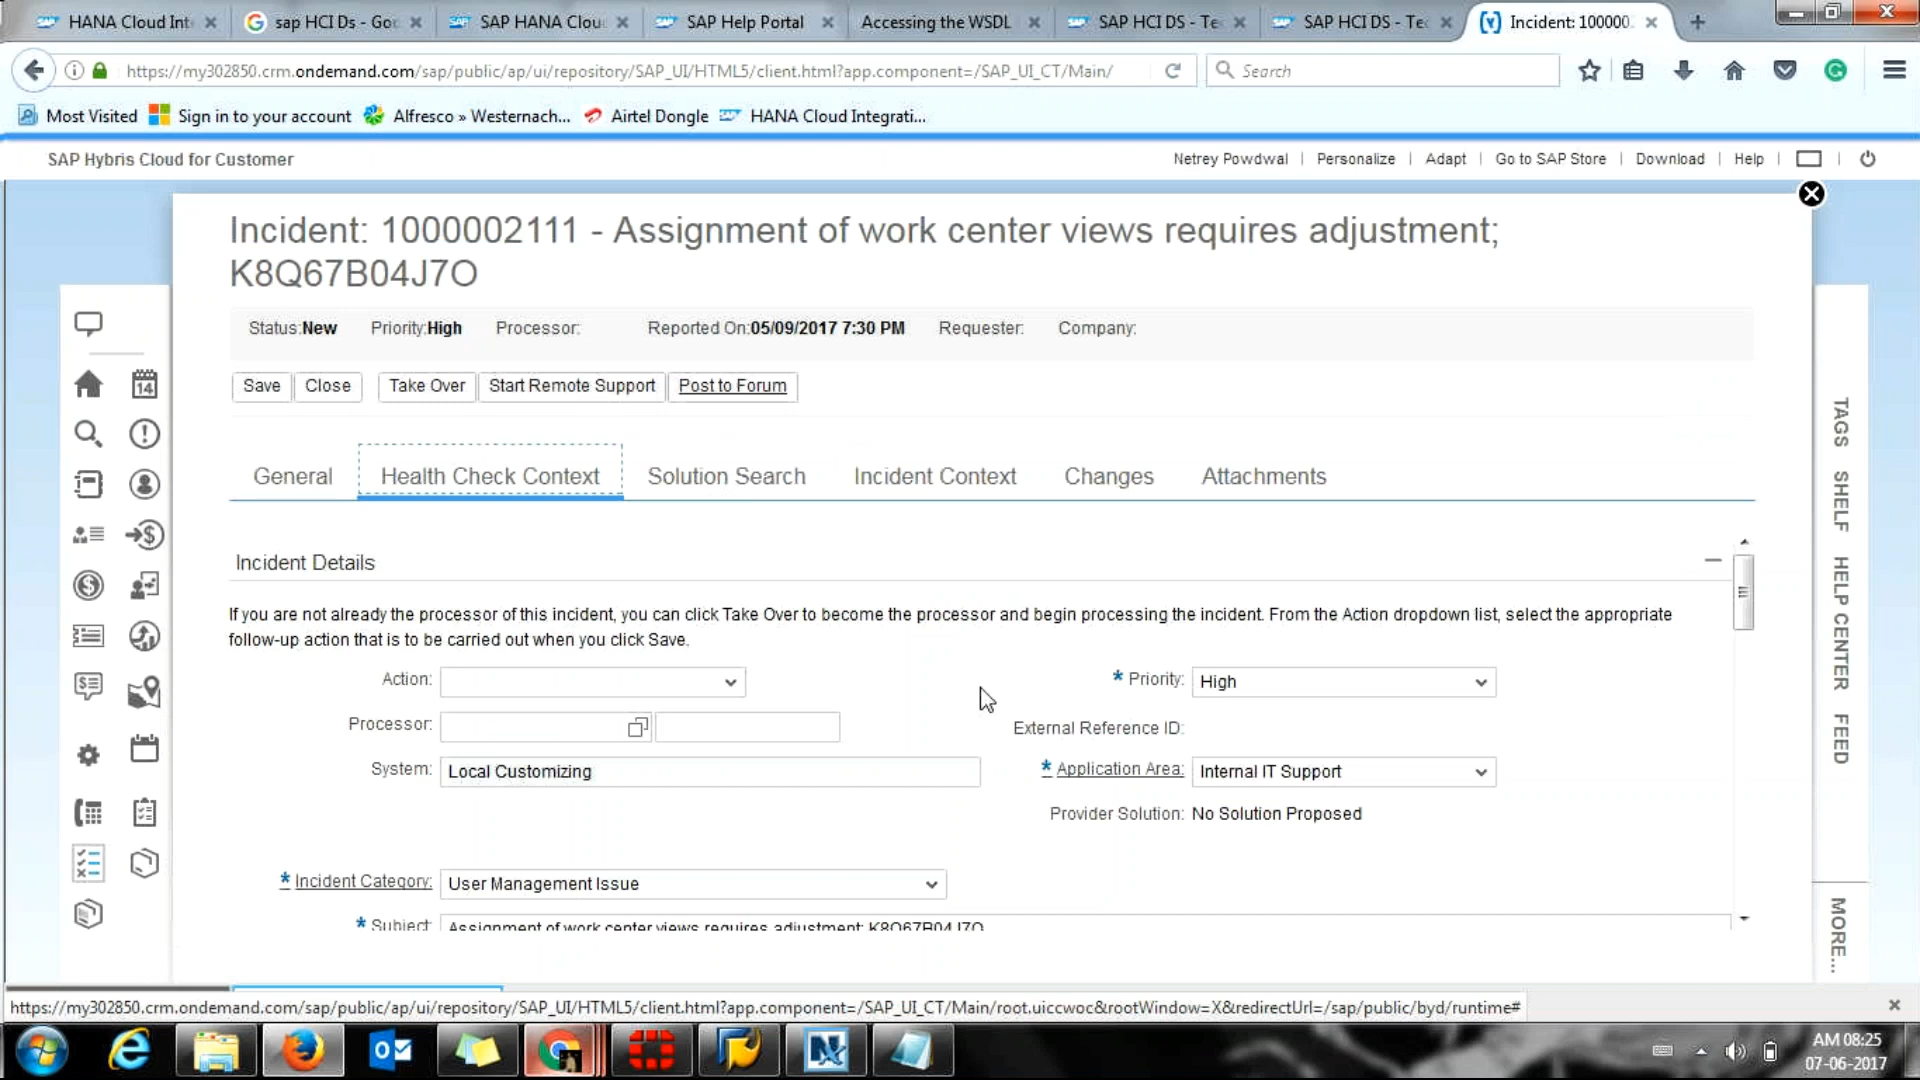 HANA Cloud Int
sap HCI Ds - Goo
SAP HANA Clou
SAP Help Portal
Accessing the WSDL
SAP HCI DS - Te
SAP HCI DS - Te
Incident: 100000
https://my302850.crm.ondemand.com/sap/public/ap/ui/repository/SAP_UI/HTML5/client.html?app.component=/SAP_UI_CT/Main/
Search
Most Visited
Sign in to your account
Alfresco » Westernach...
Airtel Dongle
HANA Cloud Integrati...
SAP Hybris Cloud for Customer
Netrey Powdwal
Personalize
Adapt
Go to SAP Store
Download
Help
Incident: 1000002111 - Assignment of work center views requires adjustment;
K8Q67B04J7O
Status:New
Priority:High
Processor:
Reported On:05/09/2017 7:30 PM
Requester:
Company:
Save
Close
Take Over
Start Remote Support
Post to Forum
General
Health Check Context
Solution Search
Incident Context
Changes
Attachments
Incident Details
If you are not already the processor of this incident, you can click Take Over to become the processor and begin processing the incident. From the Action dropdown list, select the appropriate
follow-up action that is to be carried out when you click Save.
Action:
* Priority: High
Processor:
External Reference ID:
System: Local Customizing
* Application Area: Internal IT Support
Provider Solution: No Solution Proposed
* Incident Category: User Management Issue
* Subject: Assignment of work center views requires adjustment; K8Q67B04J7O
14
TAGS
SHELF
HELP CENTER
FEED
MORE...
https://my302850.crm.ondemand.com/sap/public/ap/ui/repository/SAP_UI/HTML5/client.html?app.component=/SAP_UI_CT/Main/root.uiccwoc&rootWindow=X&redirectUrl=/sap/public/byd/runtime#
AM 08:25
07-06-2017